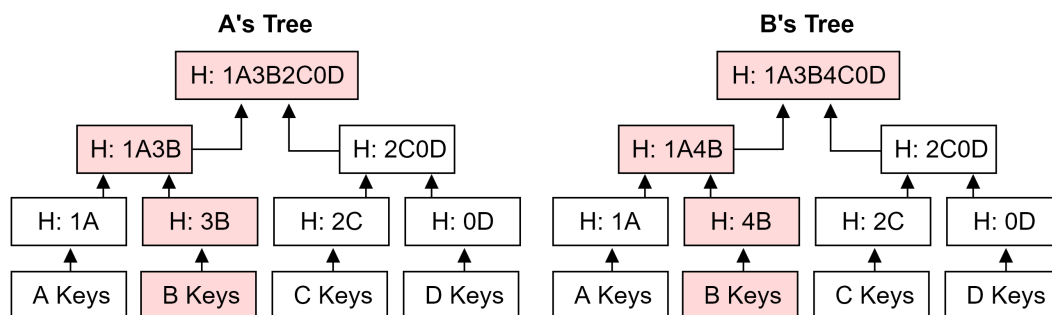 A's Tree
H: 1A3B2C0D
H: 1A3B
H: 2C0D
H: 1A
H: 3B
H: 2C
H: 0D
A Keys
B Keys
C Keys
D Keys
B's Tree
H: 1A3B4C0D
H: 1A4B
H: 2C0D
H: 1A
H: 4B
H: 2C
H: 0D
A Keys
B Keys
C Keys
D Keys